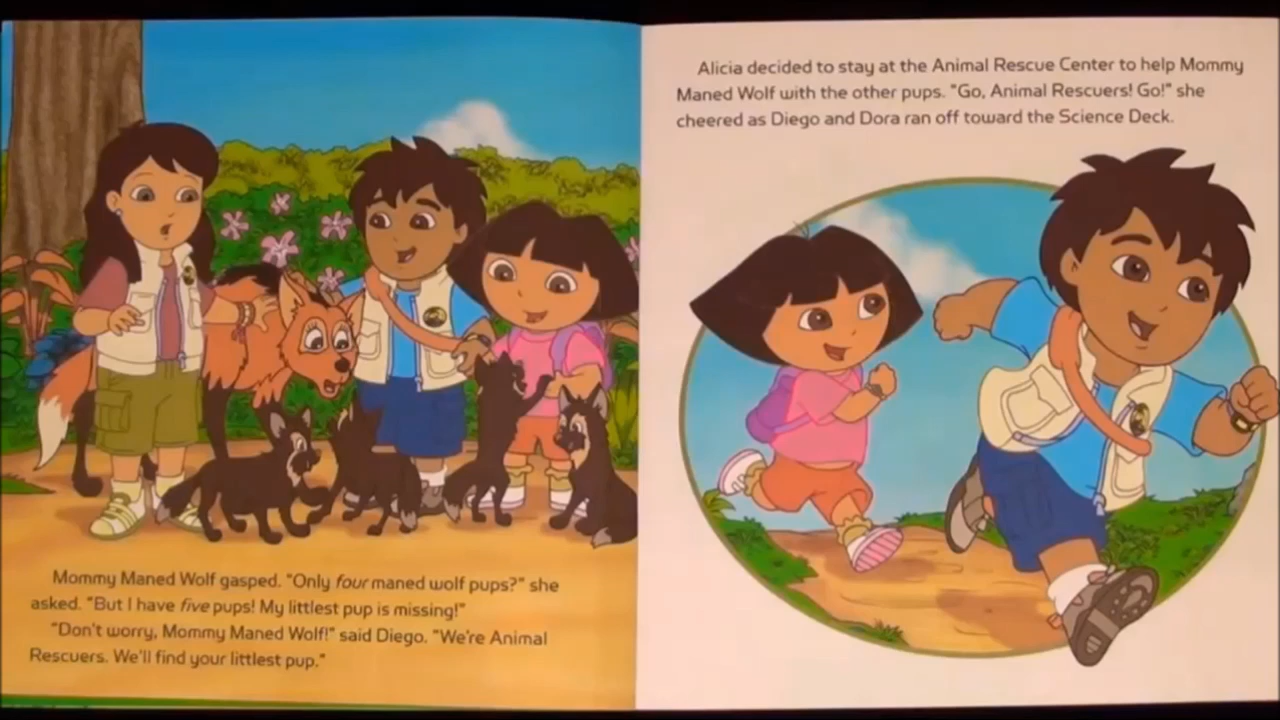 Mommy Maned Wolf gasped. "Only four maned wolf pups?" she
asked. "But I have five pups! My littlest pup is missing!"
"Don't worry, Mommy Maned Wolf!" said Diego. "We're Animal
Rescuers. We'll find your littlest pup."
Alicia decided to stay at the Animal Rescue Center to help Mommy
Maned Wolf with the other pups. "Go, Animal Rescuers! Go!" she
cheered as Diego and Dora ran off toward the Science Deck.